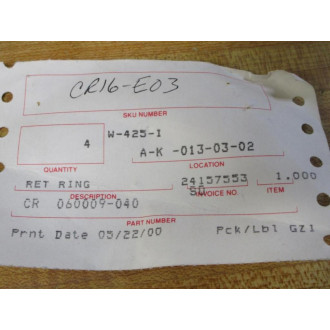 CR16-E03
SKU NUMBER
4 W-425-1
A-K -013-03-02
QUANTITY LOCATION
RET RING 24157553 1.000
DESCRIPTION SO INVOICE NO. ITEM
CR 060009-040
PART NUMBER
Prnt Date 05/22/00 Pck/Lbl GZ1